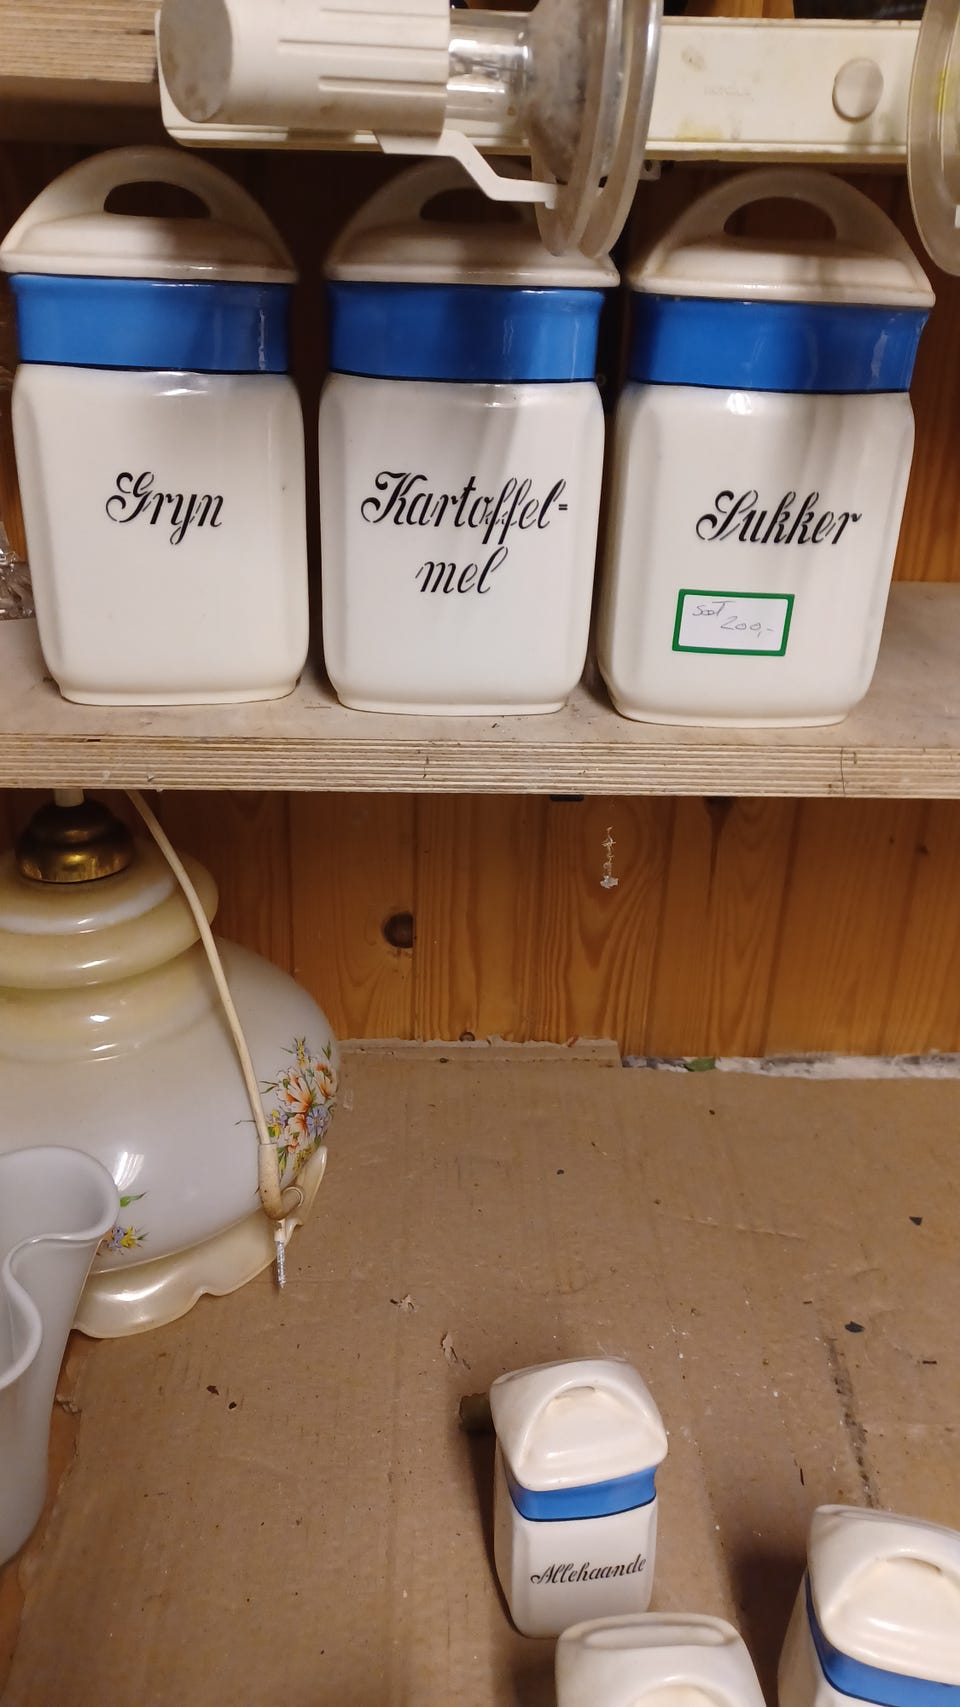 Gryn
Kartoffel=
mel
Sukker
sæt
200,-
Allehaande